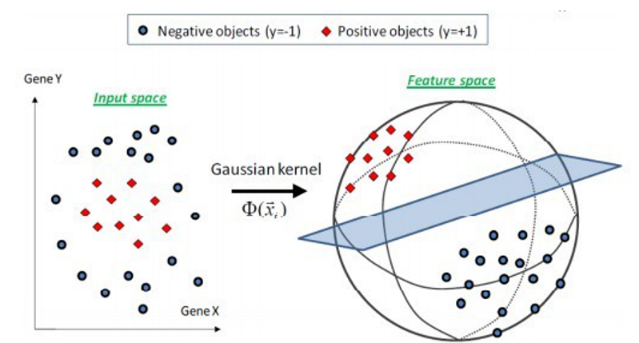 Negative objects (y=-1) Positive objects (y=+1)
Gene Y
Input space
Feature space
Gaussian kernel
Φ(x⃗ᵢ)
Gene X